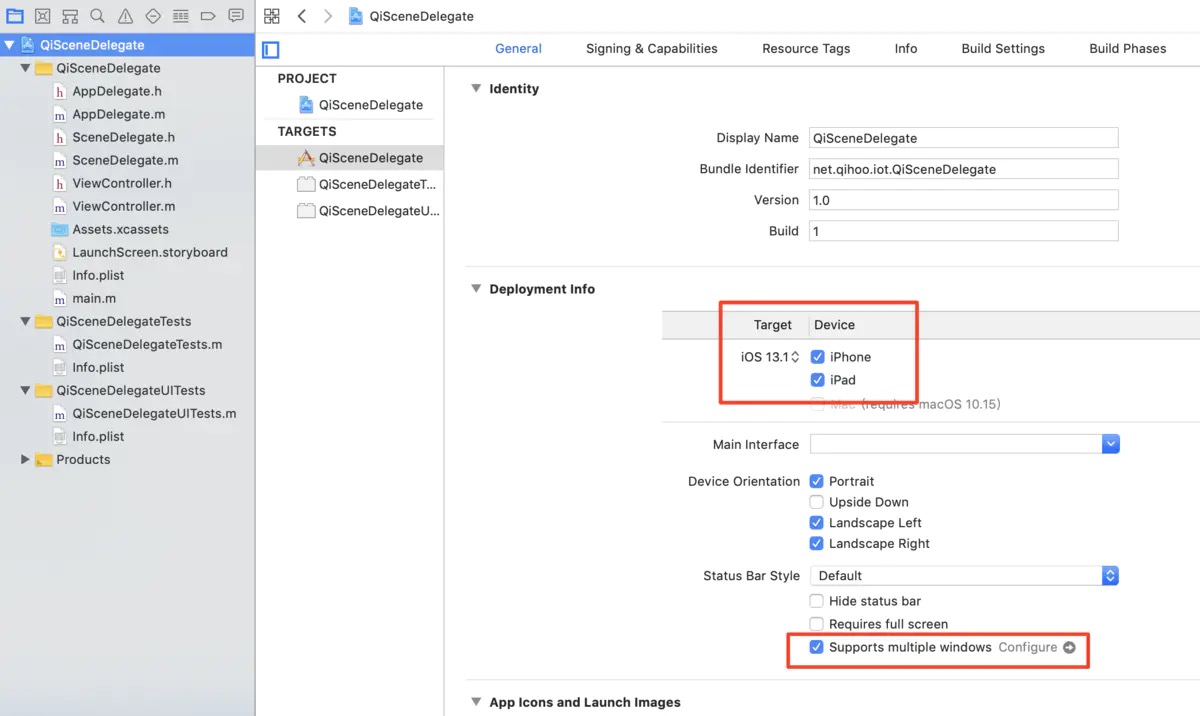 QiSceneDelegate
QiSceneDelegate
QiSceneDelegate
h AppDelegate.h
m AppDelegate.m
h SceneDelegate.h
m SceneDelegate.m
h ViewController.h
m ViewController.m
Assets.xcassets
LaunchScreen.storyboard
Info.plist
m main.m
QiSceneDelegateTests
m QiSceneDelegateTests.m
Info.plist
QiSceneDelegateUITests
m QiSceneDelegateUITests.m
Info.plist
Products
General Signing & Capabilities Resource Tags Info Build Settings Build Phases
PROJECT
QiSceneDelegate
TARGETS
QiSceneDelegate
QiSceneDelegateT...
QiSceneDelegateU...
Identity
Display Name QiSceneDelegate
Bundle Identifier net.qihoo.iot.QiSceneDelegate
Version 1.0
Build 1
Deployment Info
Target Device
iOS 13.1 iPhone
iPad
Mac (requires macOS 10.15)
Main Interface
Device Orientation Portrait
Upside Down
Landscape Left
Landscape Right
Status Bar Style Default
Hide status bar
Requires full screen
Supports multiple windows Configure
App Icons and Launch Images